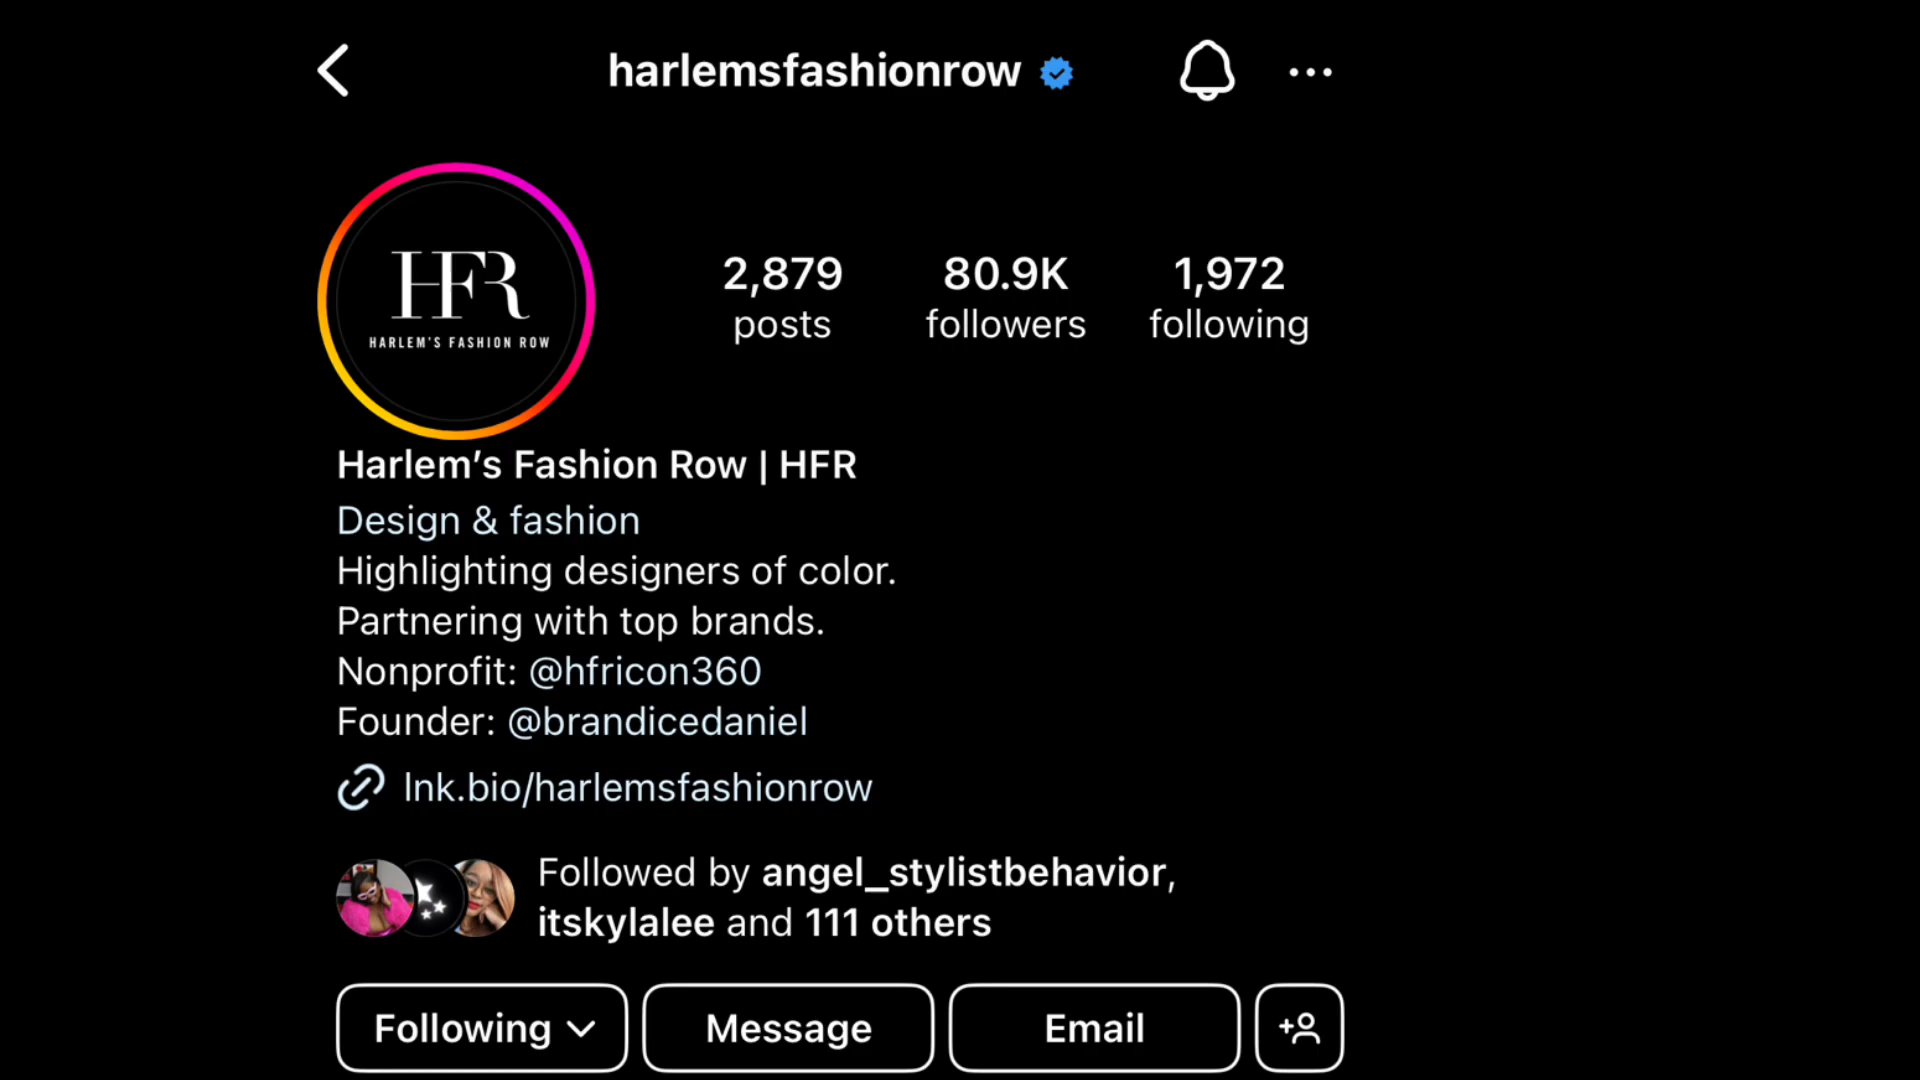 harlemsfashionrow
HFR
HARLEM'S FASHION ROW
2,879 80.9K 1,972
posts followers following
Harlem’s Fashion Row | HFR
Design & fashion
Highlighting designers of color.
Partnering with top brands.
Nonprofit: @hfricon360
Founder: @brandicedaniel
lnk.bio/harlemsfashionrow
Followed by angel_stylistbehavior,
itskylalee and 111 others
Following Message Email